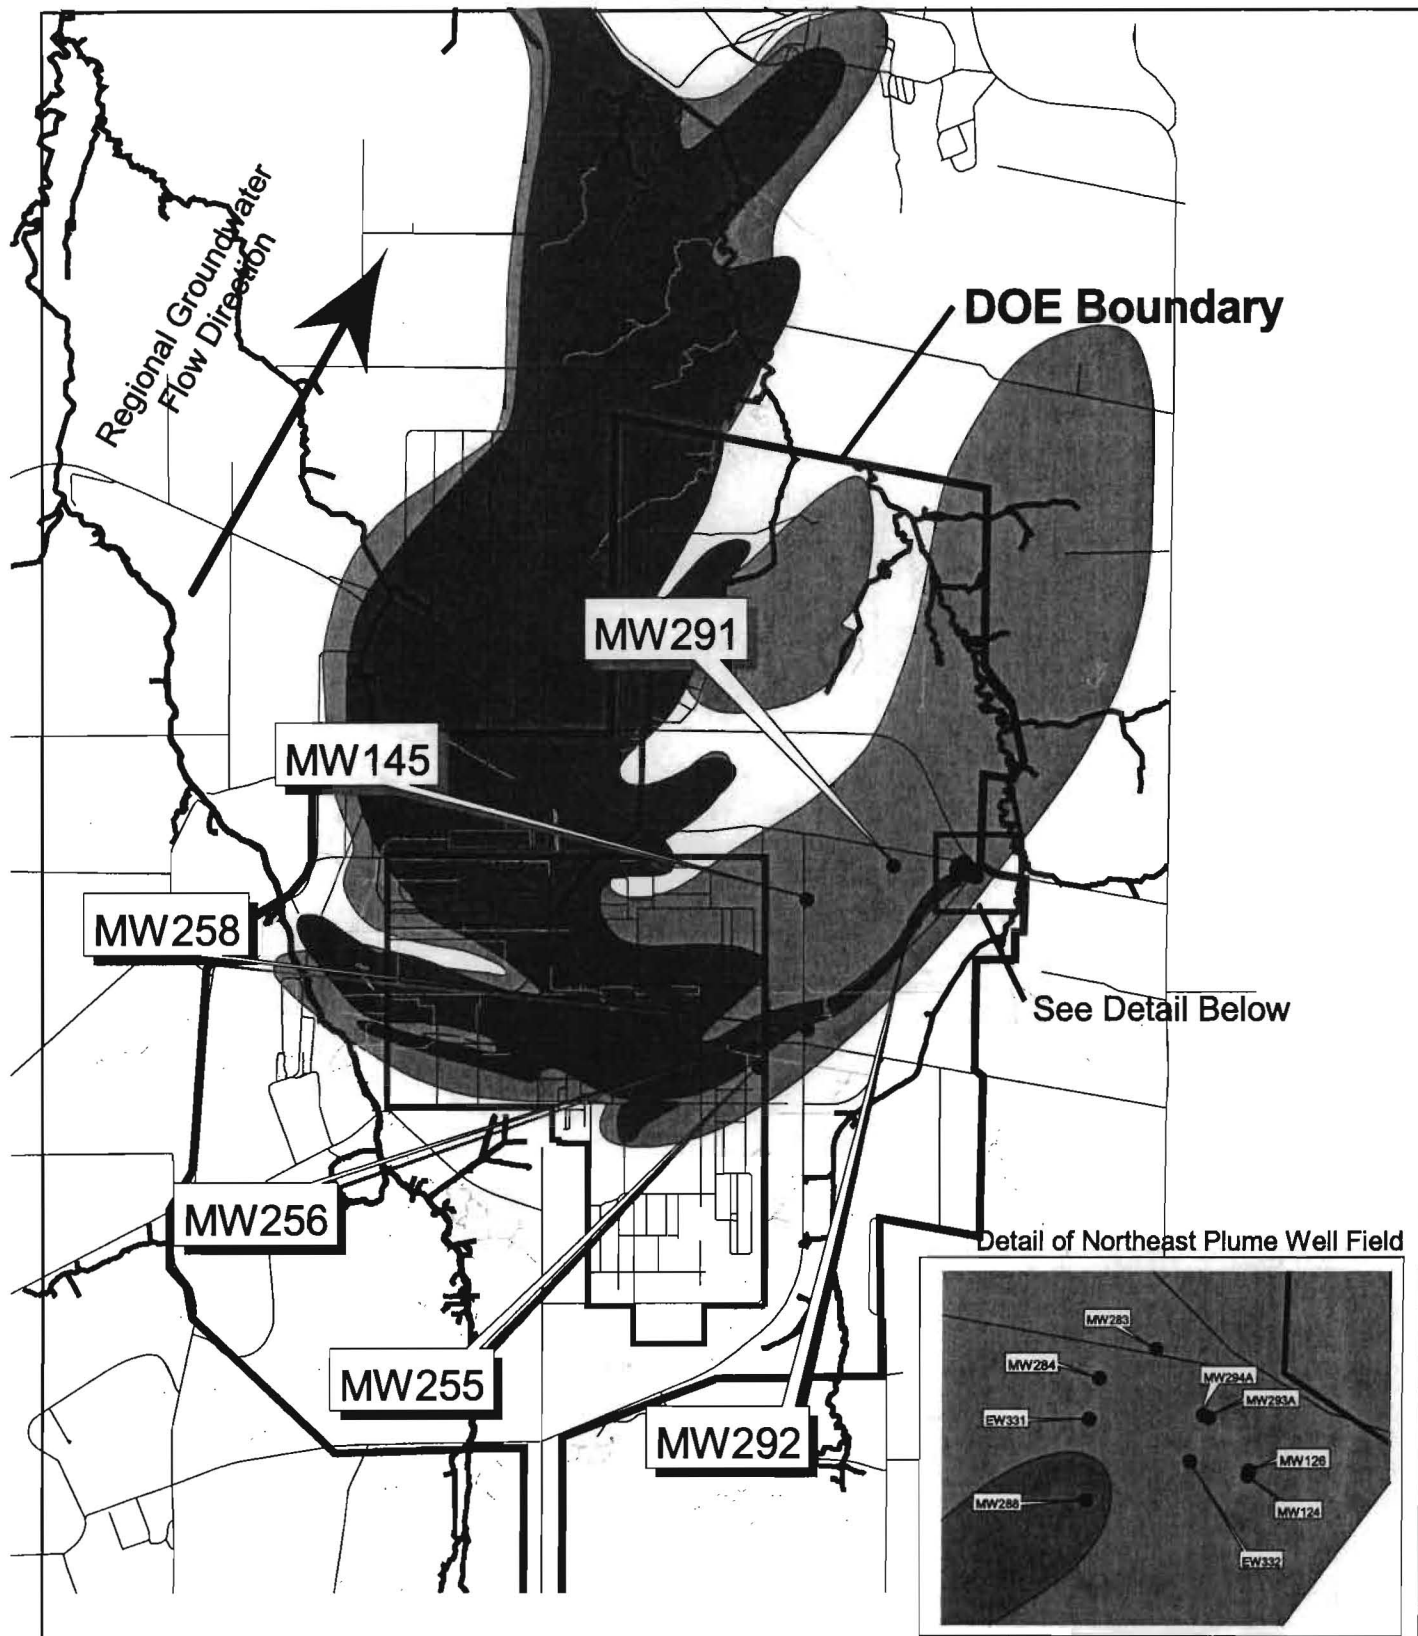 Regional Groundwater
Flow Direction
DOE Boundary
MW291
MW145
MW258
See Detail Below
MW256
MW255
MW292
Detail of Northeast Plume Well Field
MW283
MW284
MW294A
MW293A
EW331
MW126
MW288
MW124
EW332